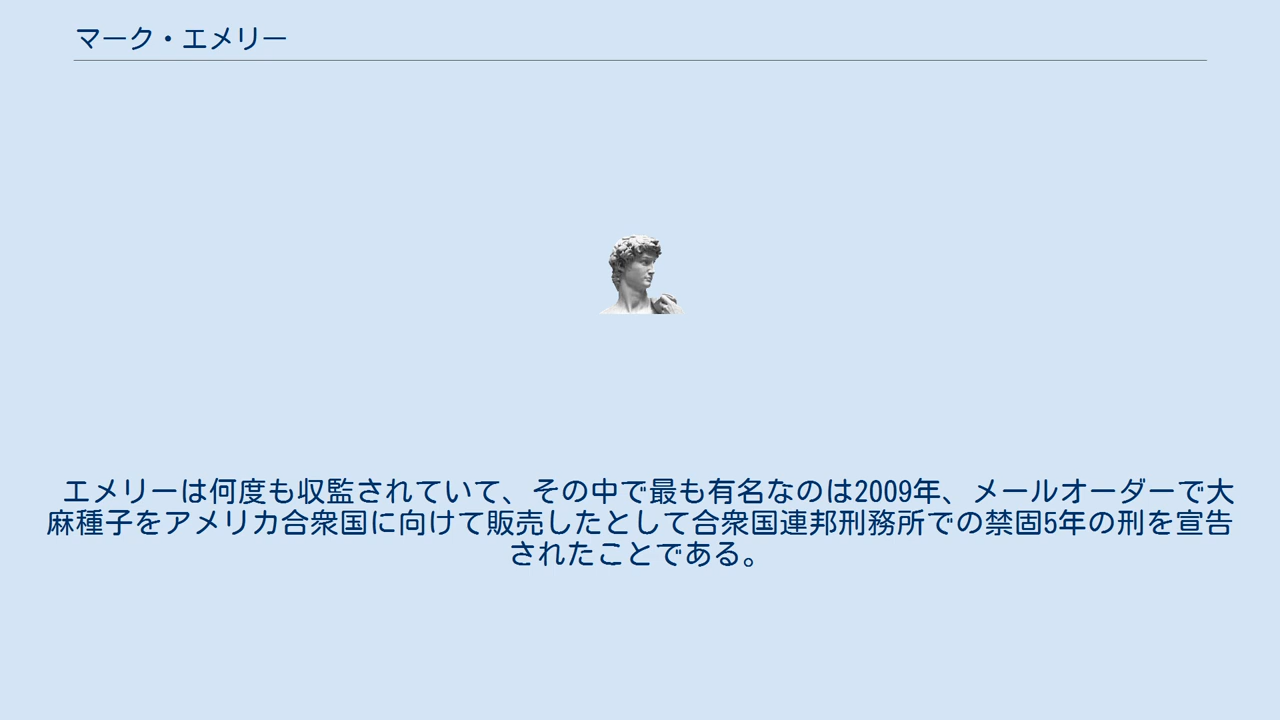 マーク・エメリー
エメリーは何度も収監されていて、その中で最も有名なのは2009年、メールオーダーで大
麻種子をアメリカ合衆国に向けて販売したとして合衆国連邦刑務所での禁固5年の刑を宣告
されたことである。